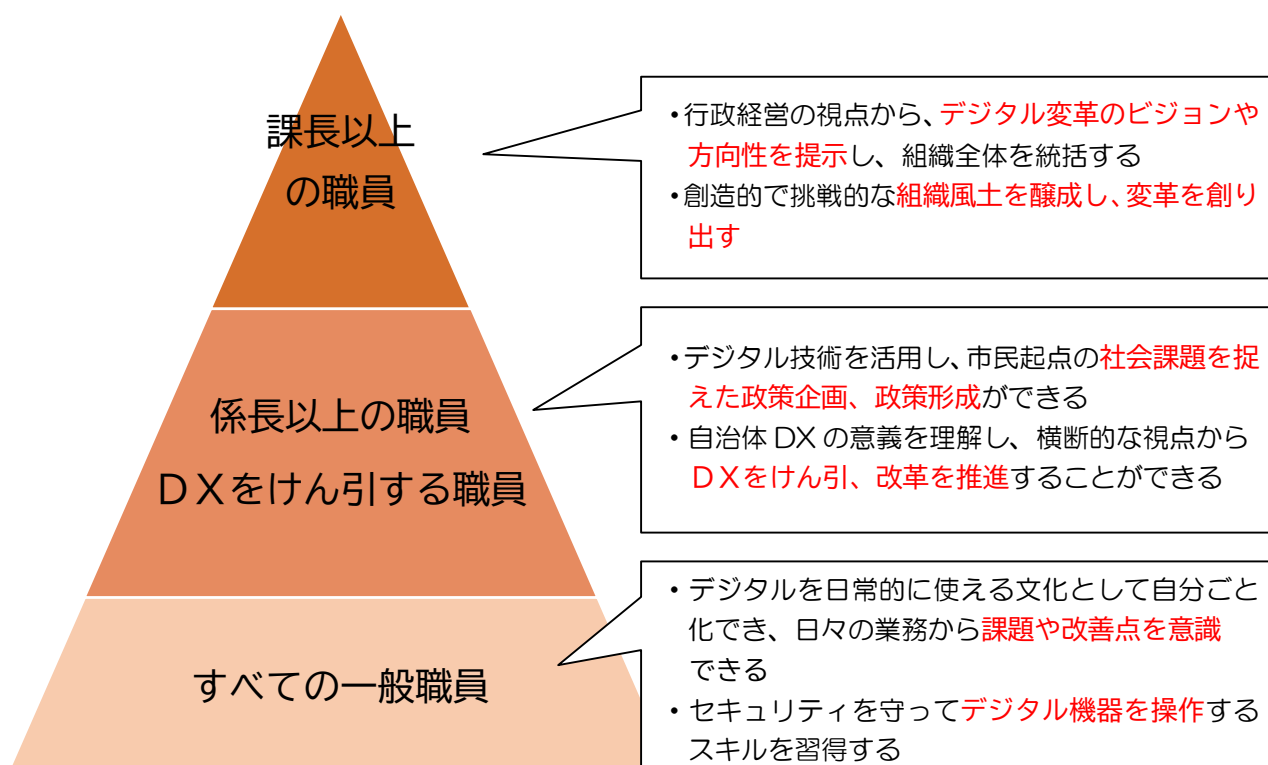 課長以上
の職員
・行政経営の視点から、デジタル変革のビジョンや
方向性を提示し、組織全体を統括する
・創造的で挑戦的な組織風土を醸成し、変革を創り
出す
係長以上の職員
ＤＸをけん引する職員
・デジタル技術を活用し、市民起点の社会課題を捉
えた政策企画、政策形成ができる
・自治体 DX の意義を理解し、横断的な視点から
ＤＸをけん引、改革を推進することができる
すべての一般職員
・デジタルを日常的に使える文化として自分ごと
化でき、日々の業務から課題や改善点を意識
できる
・セキュリティを守ってデジタル機器を操作する
スキルを習得する